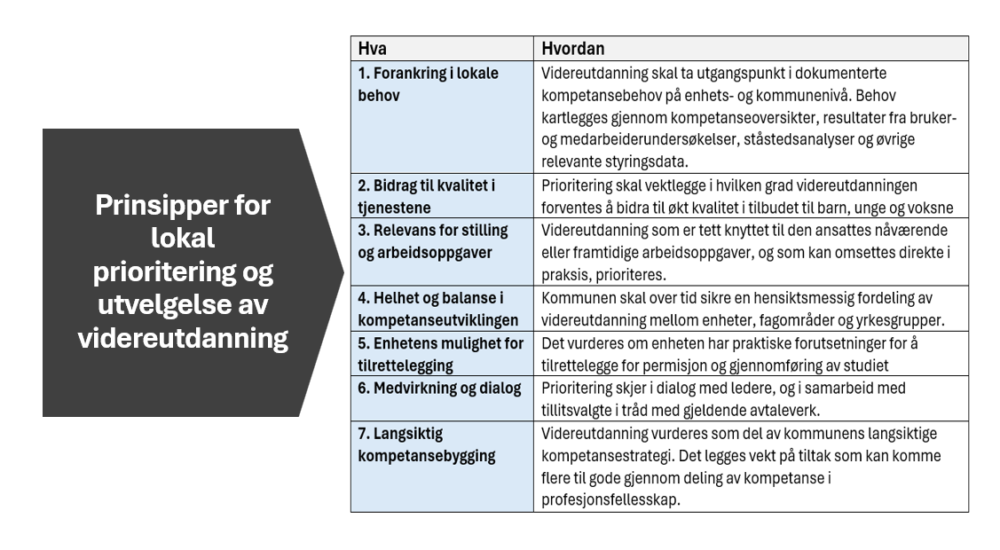 Prinsipper for
lokal
prioritering og
utvelgelse av
videreutdanning
Hva
Hvordan
1. Forankring i lokale
behov
Videreutdanning skal ta utgangspunkt i dokumenterte
kompetansebehov på enhets- og kommunenivå. Behov
kartlegges gjennom kompetanseoversikter, resultater fra bruker-
og medarbeiderundersøkelser, ståstedsanalyser og øvrige
relevante styringsdata.
2. Bidrag til kvalitet i
tjenestene
Prioritering skal vektlegge i hvilken grad videreutdanningen
forventes å bidra til økt kvalitet i tilbudet til barn, unge og voksne
3. Relevans for stilling
og arbeidsoppgaver
Videreutdanning som er tett knyttet til den ansattes nåværende
eller framtidige arbeidsoppgaver, og som kan omsettes direkte i
praksis, prioriteres.
4. Helhet og balanse i
kompetanseutviklingen
Kommunen skal over tid sikre en hensiktsmessig fordeling av
videreutdanning mellom enheter, fagområder og yrkesgrupper.
5. Enhetens mulighet for
tilrettelegging
Det vurderes om enheten har praktiske forutsetninger for å
tilrettelegge for permisjon og gjennomføring av studiet
6. Medvirkning og dialog
Prioritering skjer i dialog med ledere, og i samarbeid med
tillitsvalgte i tråd med gjeldende avtaleverk.
7. Langsiktig
kompetansebygging
Videreutdanning vurderes som del av kommunens langsiktige
kompetansestrategi. Det legges vekt på tiltak som kan komme
flere til gode gjennom deling av kompetanse i
profesjonsfellesskap.